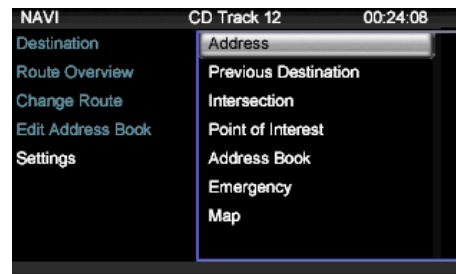 NAVI CD Track 12 00:24:08
Destination
Route Overview
Change Route
Edit Address Book
Settings
Address
Previous Destination
Intersection
Point of Interest
Address Book
Emergency
Map